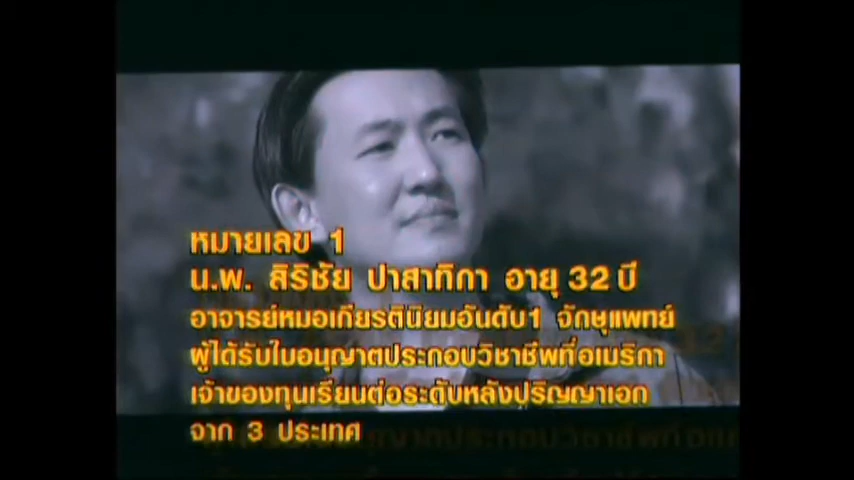 หมายเลข 1
น.พ. สิริชัย ปาสาทิกา อายุ 32 ปี
อาจารย์หมอเกียรตินิยมอันดับ1 จักษุแพทย์
ผู้ได้รับใบอนุญาตประกอบวิชาชีพที่อเมริกา
เจ้าของทุนเรียนต่อระดับหลังปริญญาเอก
จาก 3 ประเทศ